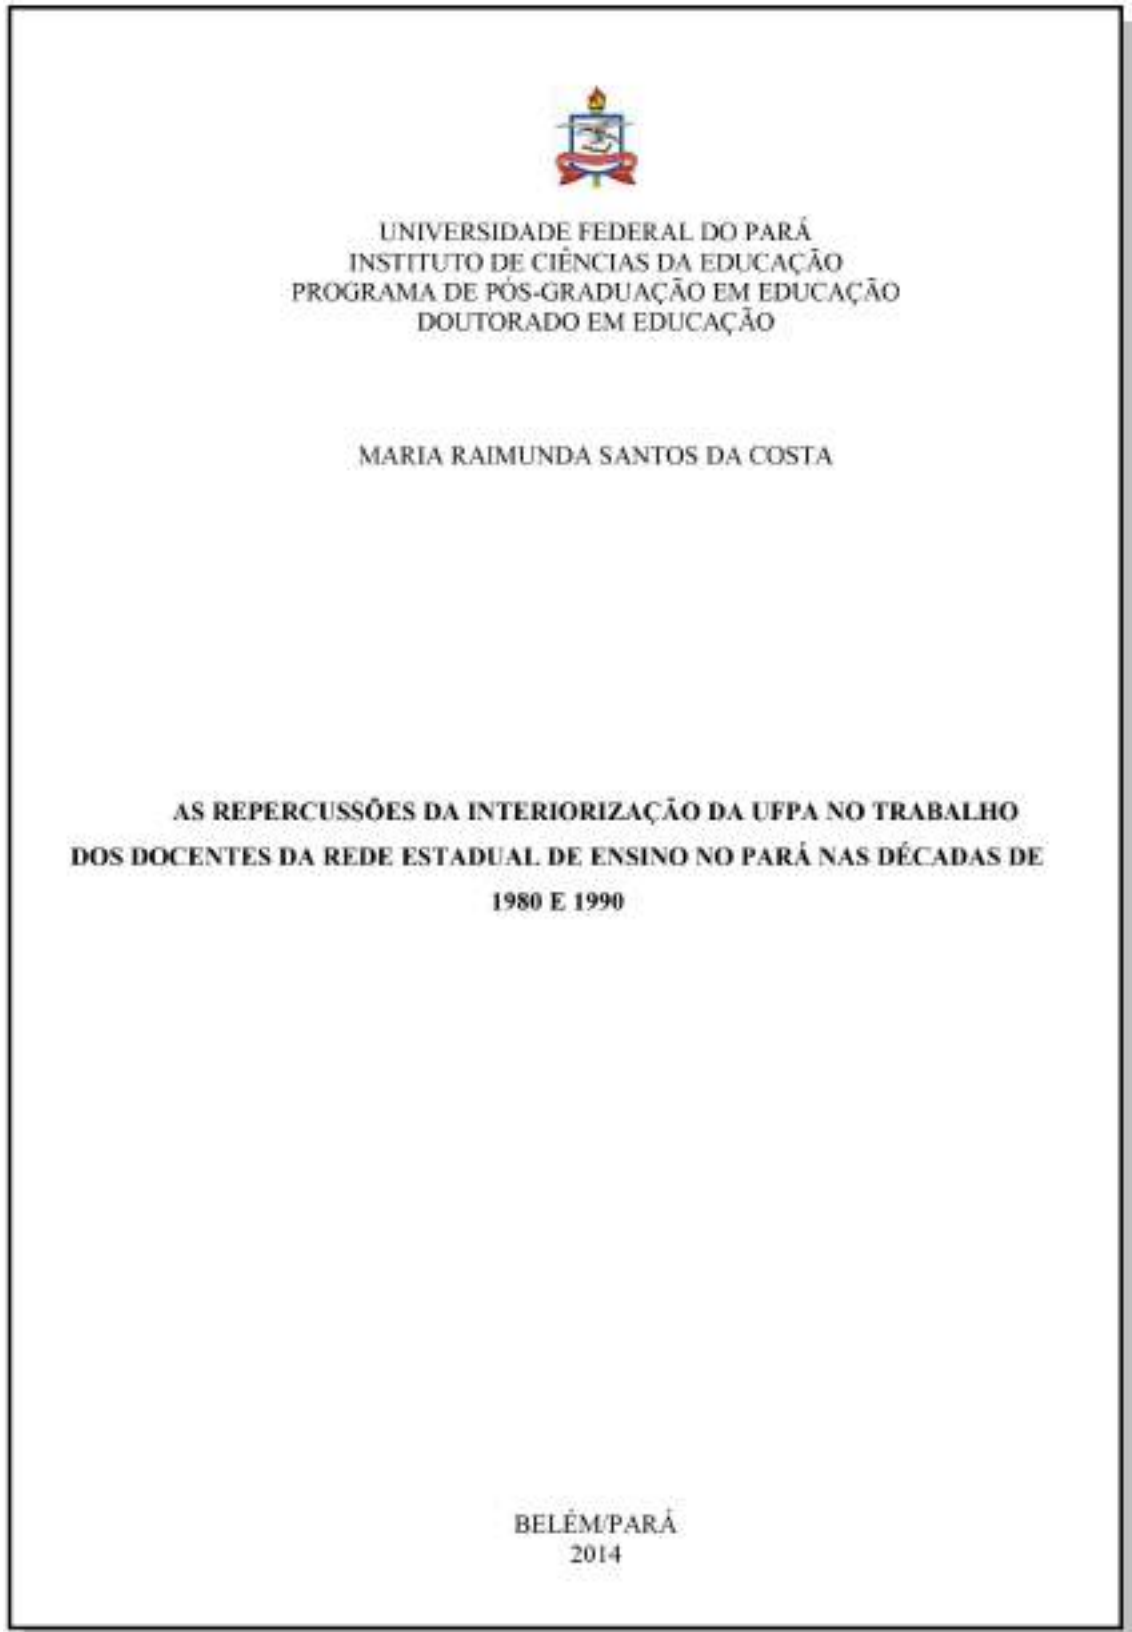 UNIVERSIDADE FEDERAL DO PARÁ
INSTITUTO DE CIÊNCIAS DA EDUCAÇÃO
PROGRAMA DE PÓS-GRADUAÇÃO EM EDUCAÇÃO
DOUTORADO EM EDUCAÇÃO
MARIA RAIMUNDA SANTOS DA COSTA
AS REPERCUSSÕES DA INTERIORIZAÇÃO DA UFPA NO TRABALHO
DOS DOCENTES DA REDE ESTADUAL DE ENSINO NO PARÁ NAS DÉCADAS DE
1980 E 1990
BELÉM/PARÁ
2014